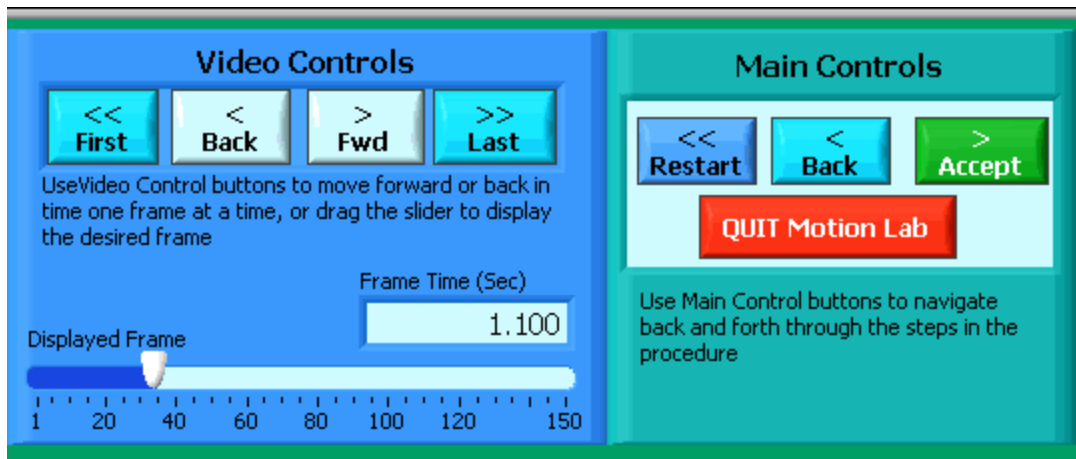 Video Controls
<< < > >>
First Back Fwd Last
UseVideo Control buttons to move forward or back in
time one frame at a time, or drag the slider to display
the desired frame
Frame Time (Sec)
1.100
Displayed Frame
1 20 40 60 80 100 120 150
Main Controls
<< < >
Restart Back Accept
QUIT Motion Lab
Use Main Control buttons to navigate
back and forth through the steps in the
procedure